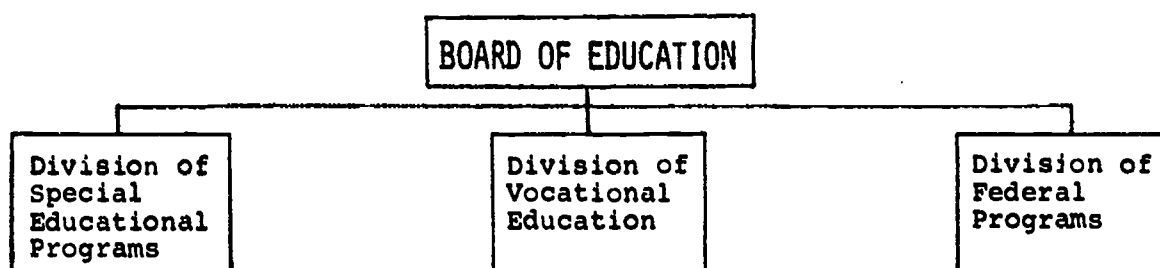 BOARD OF EDUCATION
Division of
Special
Educational
Programs
Division of
Vocational
Education
Division of
Federal
Programs